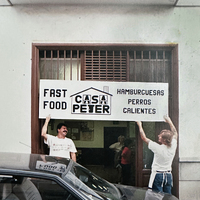 FAST
FOOD
CASA
PETER
HAMBURGUESAS
PERROS
CALIENTES